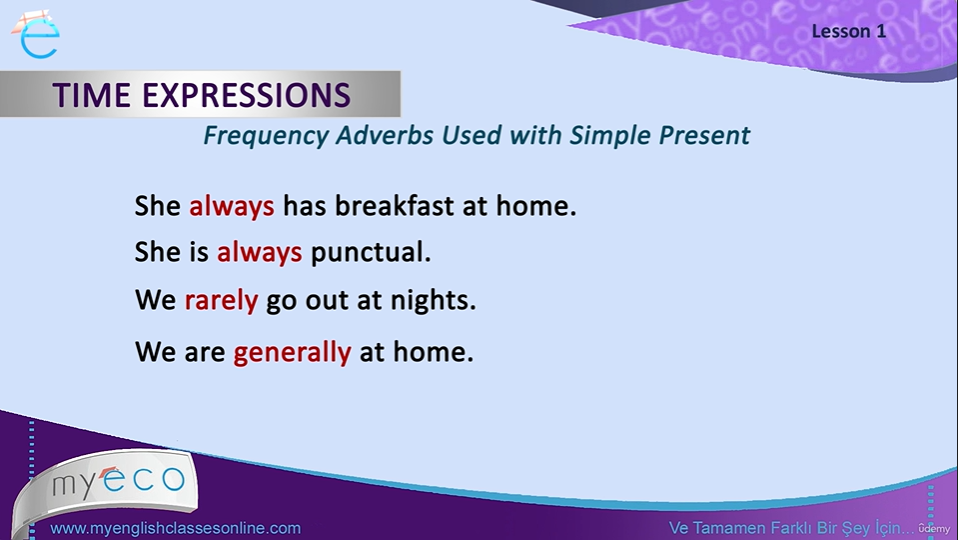 Lesson 1
TIME EXPRESSIONS
Frequency Adverbs Used with Simple Present
She always has breakfast at home.
She is always punctual.
We rarely go out at nights.
We are generally at home.
myeco
www.myenglishclassesonline.com
Ve Tamamen Farklı Bir Şey İçin...
ûdemy